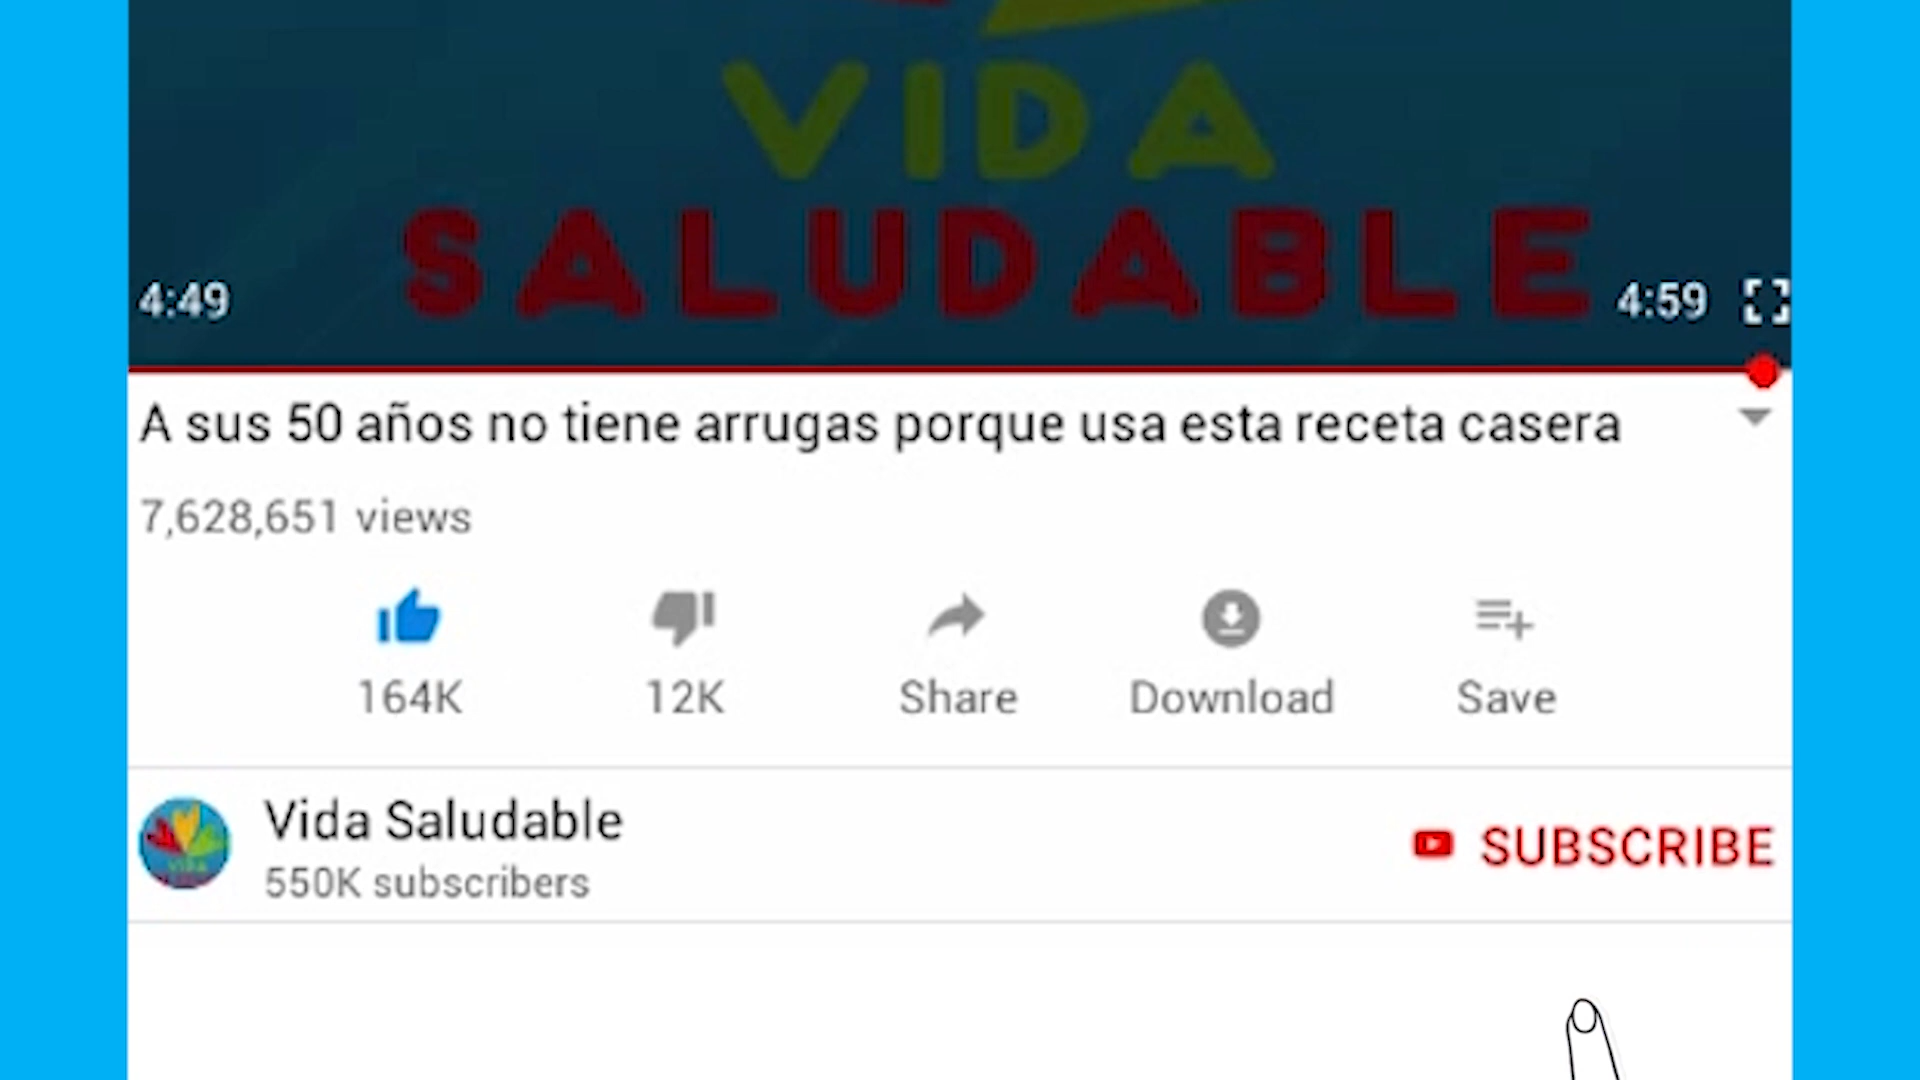 VIDA
SALUDABLE
4:49
4:59
A sus 50 años no tiene arrugas porque usa esta receta casera
7,628,651 views
164K
12K
Share
Download
Save
Vida Saludable
550K subscribers
SUBSCRIBE
VIDA